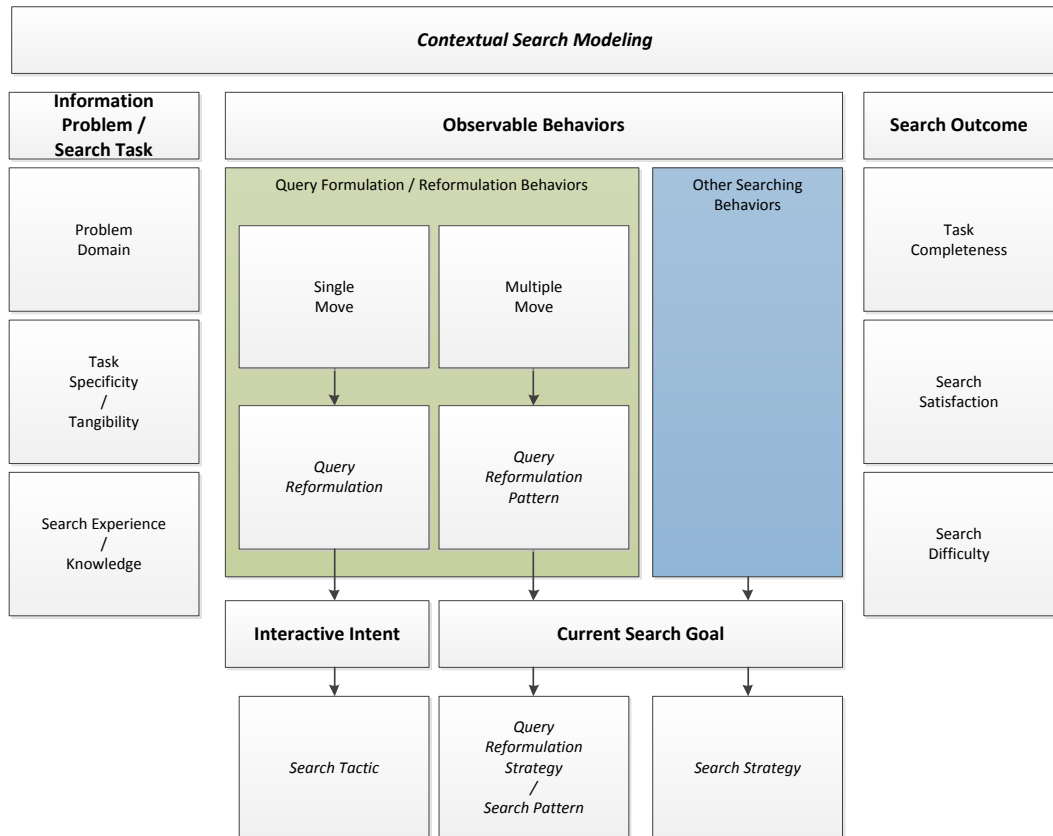 Contextual Search Modeling
Information
Problem /
Search Task
Observable Behaviors
Search Outcome
Problem
Domain
Task
Specificity
/
Tangibility
Search Experience
/
Knowledge
Query Formulation / Reformulation Behaviors
Single
Move
Multiple
Move
Query
Reformulation
Query
Reformulation
Pattern
Other Searching
Behaviors
Task
Completeness
Search
Satisfaction
Search
Difficulty
Interactive Intent
Current Search Goal
Search Tactic
Query
Reformulation
Strategy
/
Search Pattern
Search Strategy